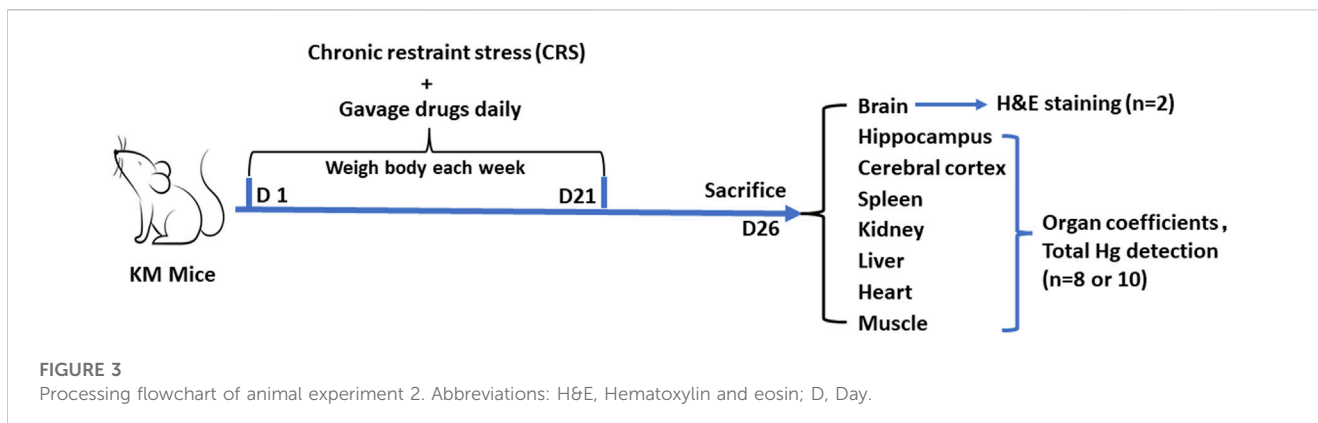 Chronic restraint stress (CRS)
+
Gavage drugs daily
Weigh body each week
D 1
D21
Sacrifice
D26
KM Mice
Brain
H&E staining (n=2)
Hippocampus
Cerebral cortex
Spleen
Kidney
Liver
Heart
Muscle
Organ coefficients,
Total Hg detection
(n=8 or 10)
FIGURE 3
Processing flowchart of animal experiment 2. Abbreviations: H&E, Hematoxylin and eosin; D, Day.